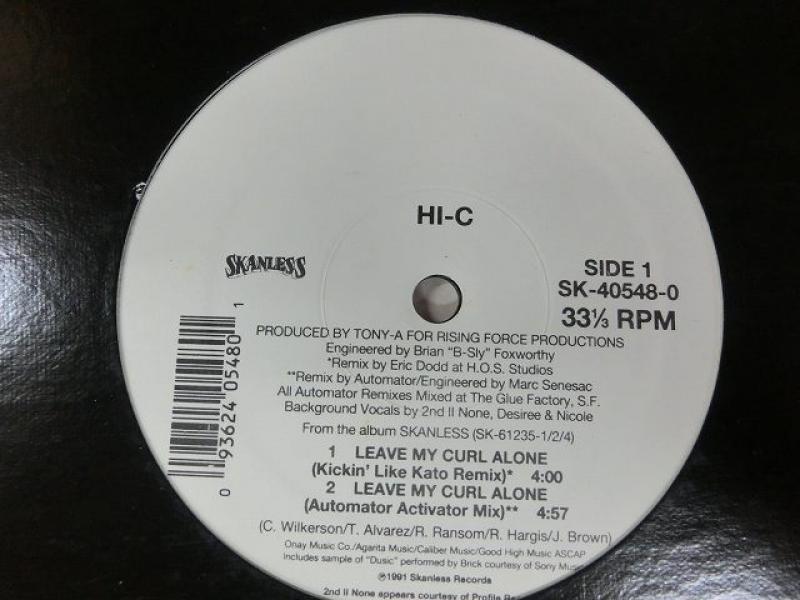 HI-C
SKANLESS
SIDE 1
SK-40548-0
33⅓ RPM
0 93624 05480 1
PRODUCED BY TONY-A FOR RISING FORCE PRODUCTIONS
Engineered by Brian "B-Sly" Foxworthy
*Remix by Eric Dodd at H.O.S. Studios
**Remix by Automator/Engineered by Marc Senesac
All Automator Remixes Mixed at The Glue Factory, S.F.
Background Vocals by 2nd II None, Desiree & Nicole
From the album SKANLESS (SK-61235-1/2/4)
1 LEAVE MY CURL ALONE
(Kickin' Like Kato Remix)* 4:00
2 LEAVE MY CURL ALONE
(Automator Activator Mix)** 4:57
(C. Wilkerson/T. Alvarez/R. Ransom/R. Hargis/J. Brown)
Onay Music Co./Agarita Music/Caliber Music/Good High Music ASCAP
Includes sample of "Dusic" performed by Brick courtesy of Sony Music
℗1991 Skanless Records
2nd II None appears courtesy of Profile